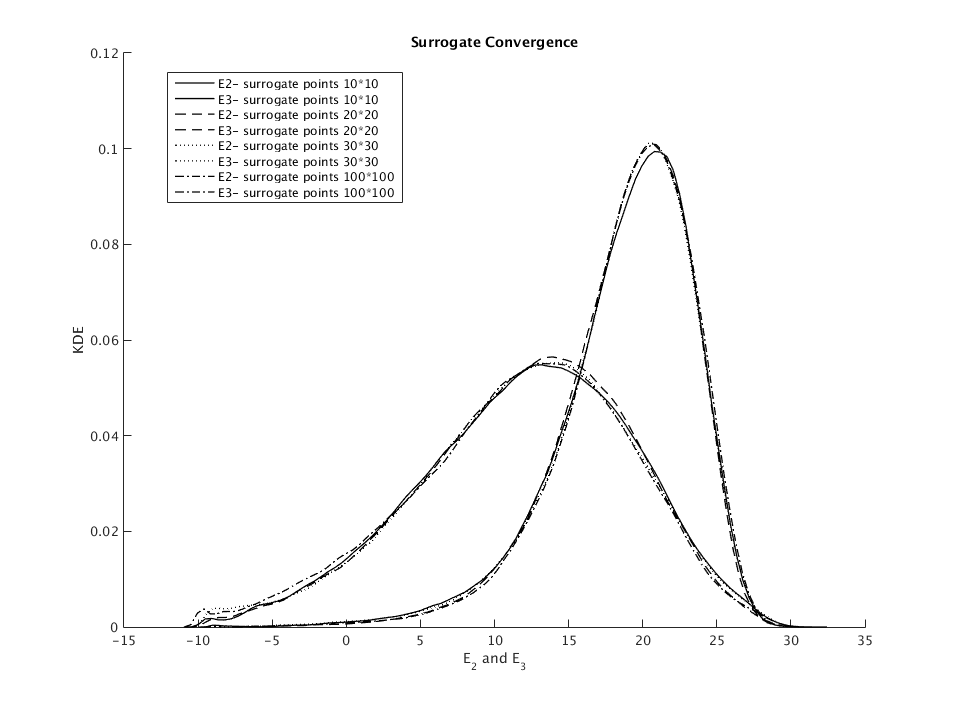 Surrogate Convergence
0.12
0.1
0.08
0.06
0.04
0.02
0
KDE
E2- surrogate points 10*10
E3- surrogate points 10*10
E2- surrogate points 20*20
E3- surrogate points 20*20
E2- surrogate points 30*30
E3- surrogate points 30*30
E2- surrogate points 100*100
E3- surrogate points 100*100
-15 -10 -5 0 5 10 15 20 25 30 35
E2 and E3